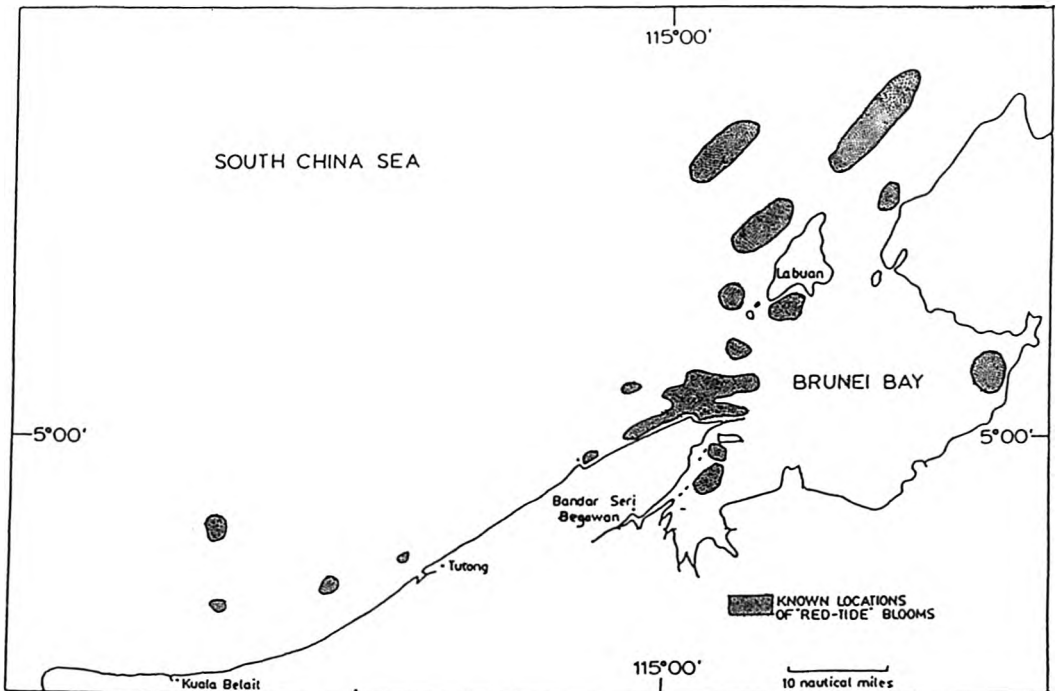 115°00'
SOUTH CHINA SEA
Labuan
BRUNEI BAY
5°00'
5°00'
Bandar Seri
Begawan
Tutong
KNOWN LOCATIONS
OF "RED-TIDE" BLOOMS
Kuala Belait
115°00'
10 nautical miles